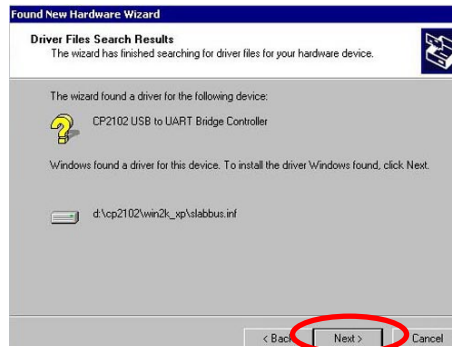 Found New Hardware Wizard
Driver Files Search Results
The wizard has finished searching for driver files for your hardware device.
The wizard found a driver for the following device:
CP2102 USB to UART Bridge Controller
Windows found a driver for this device. To install the driver Windows found, click Next.
d:\cp2102\win2k_xp\slabbus.inf
< Back Next > Cancel